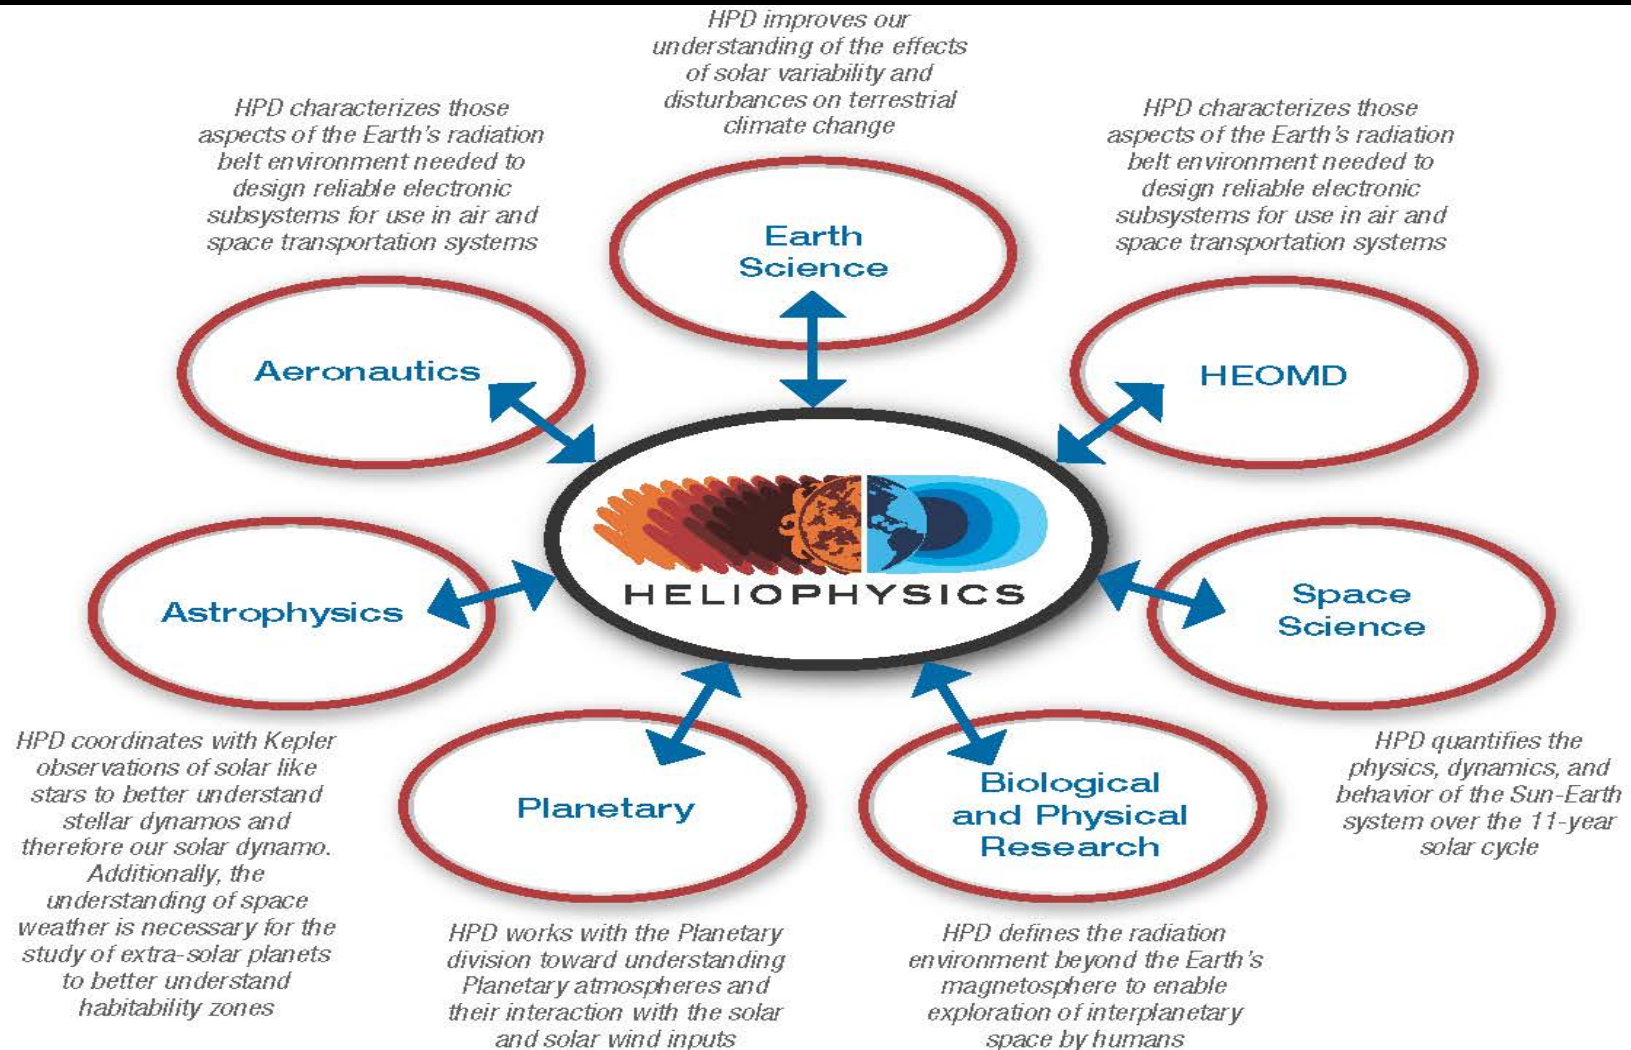 HPD improves our
understanding of the effects
of solar variability and
disturbances on terrestrial
climate change
HPD characterizes those
aspects of the Earth's radiation
belt environment needed to
design reliable electronic
subsystems for use in air and
space transportation systems
HPD characterizes those
aspects of the Earth's radiation
belt environment needed to
design reliable electronic
subsystems for use in air and
space transportation systems
Earth
Science
Aeronautics
HEOMD
HELIOPHYSICS
Astrophysics
Space
Science
Planetary
Biological
and Physical
Research
HPD coordinates with Kepler
observations of solar like
stars to better understand
stellar dynamos and
therefore our solar dynamo.
Additionally, the
understanding of space
weather is necessary for the
study of extra-solar planets
to better understand
habitability zones
HPD works with the Planetary
division toward understanding
Planetary atmospheres and
their interaction with the solar
and solar wind inputs
HPD defines the radiation
environment beyond the Earth's
magnetosphere to enable
exploration of interplanetary
space by humans
HPD quantifies the
physics, dynamics, and
behavior of the Sun-Earth
system over the 11-year
solar cycle